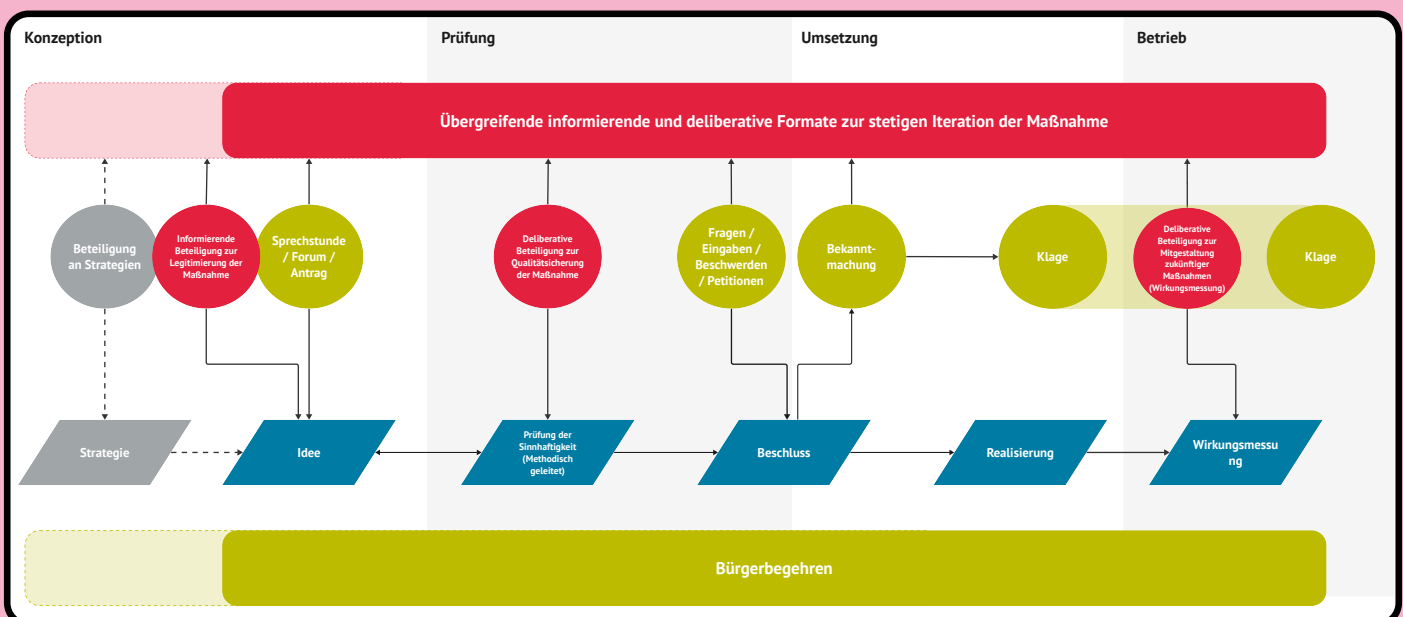 Konzeption
Prüfung
Umsetzung
Betrieb
Übergreifende informierende und deliberative Formate zur stetigen Iteration der Maßnahme
Beteiligung
an Strategien
Informierende
Beteiligung zur
Legitimierung der
Maßnahme
Sprechstunde
/ Forum /
Antrag
Deliberative
Beteiligung zur
Qualitätsicherung
der Maßnahme
Fragen /
Eingaben /
Beschwerden
/ Petitionen
Bekannt-
machung
Klage
Deliberative
Beteiligung zur
Mitgestaltung
zukünftiger
Maßnahmen
(Wirkungsmessung)
Klage
Strategie
Idee
Prüfung der
Sinnhaftigkeit
(Methodisch
geleitet)
Beschluss
Realisierung
Wirkungsmessu
ng
Bürgerbegehren